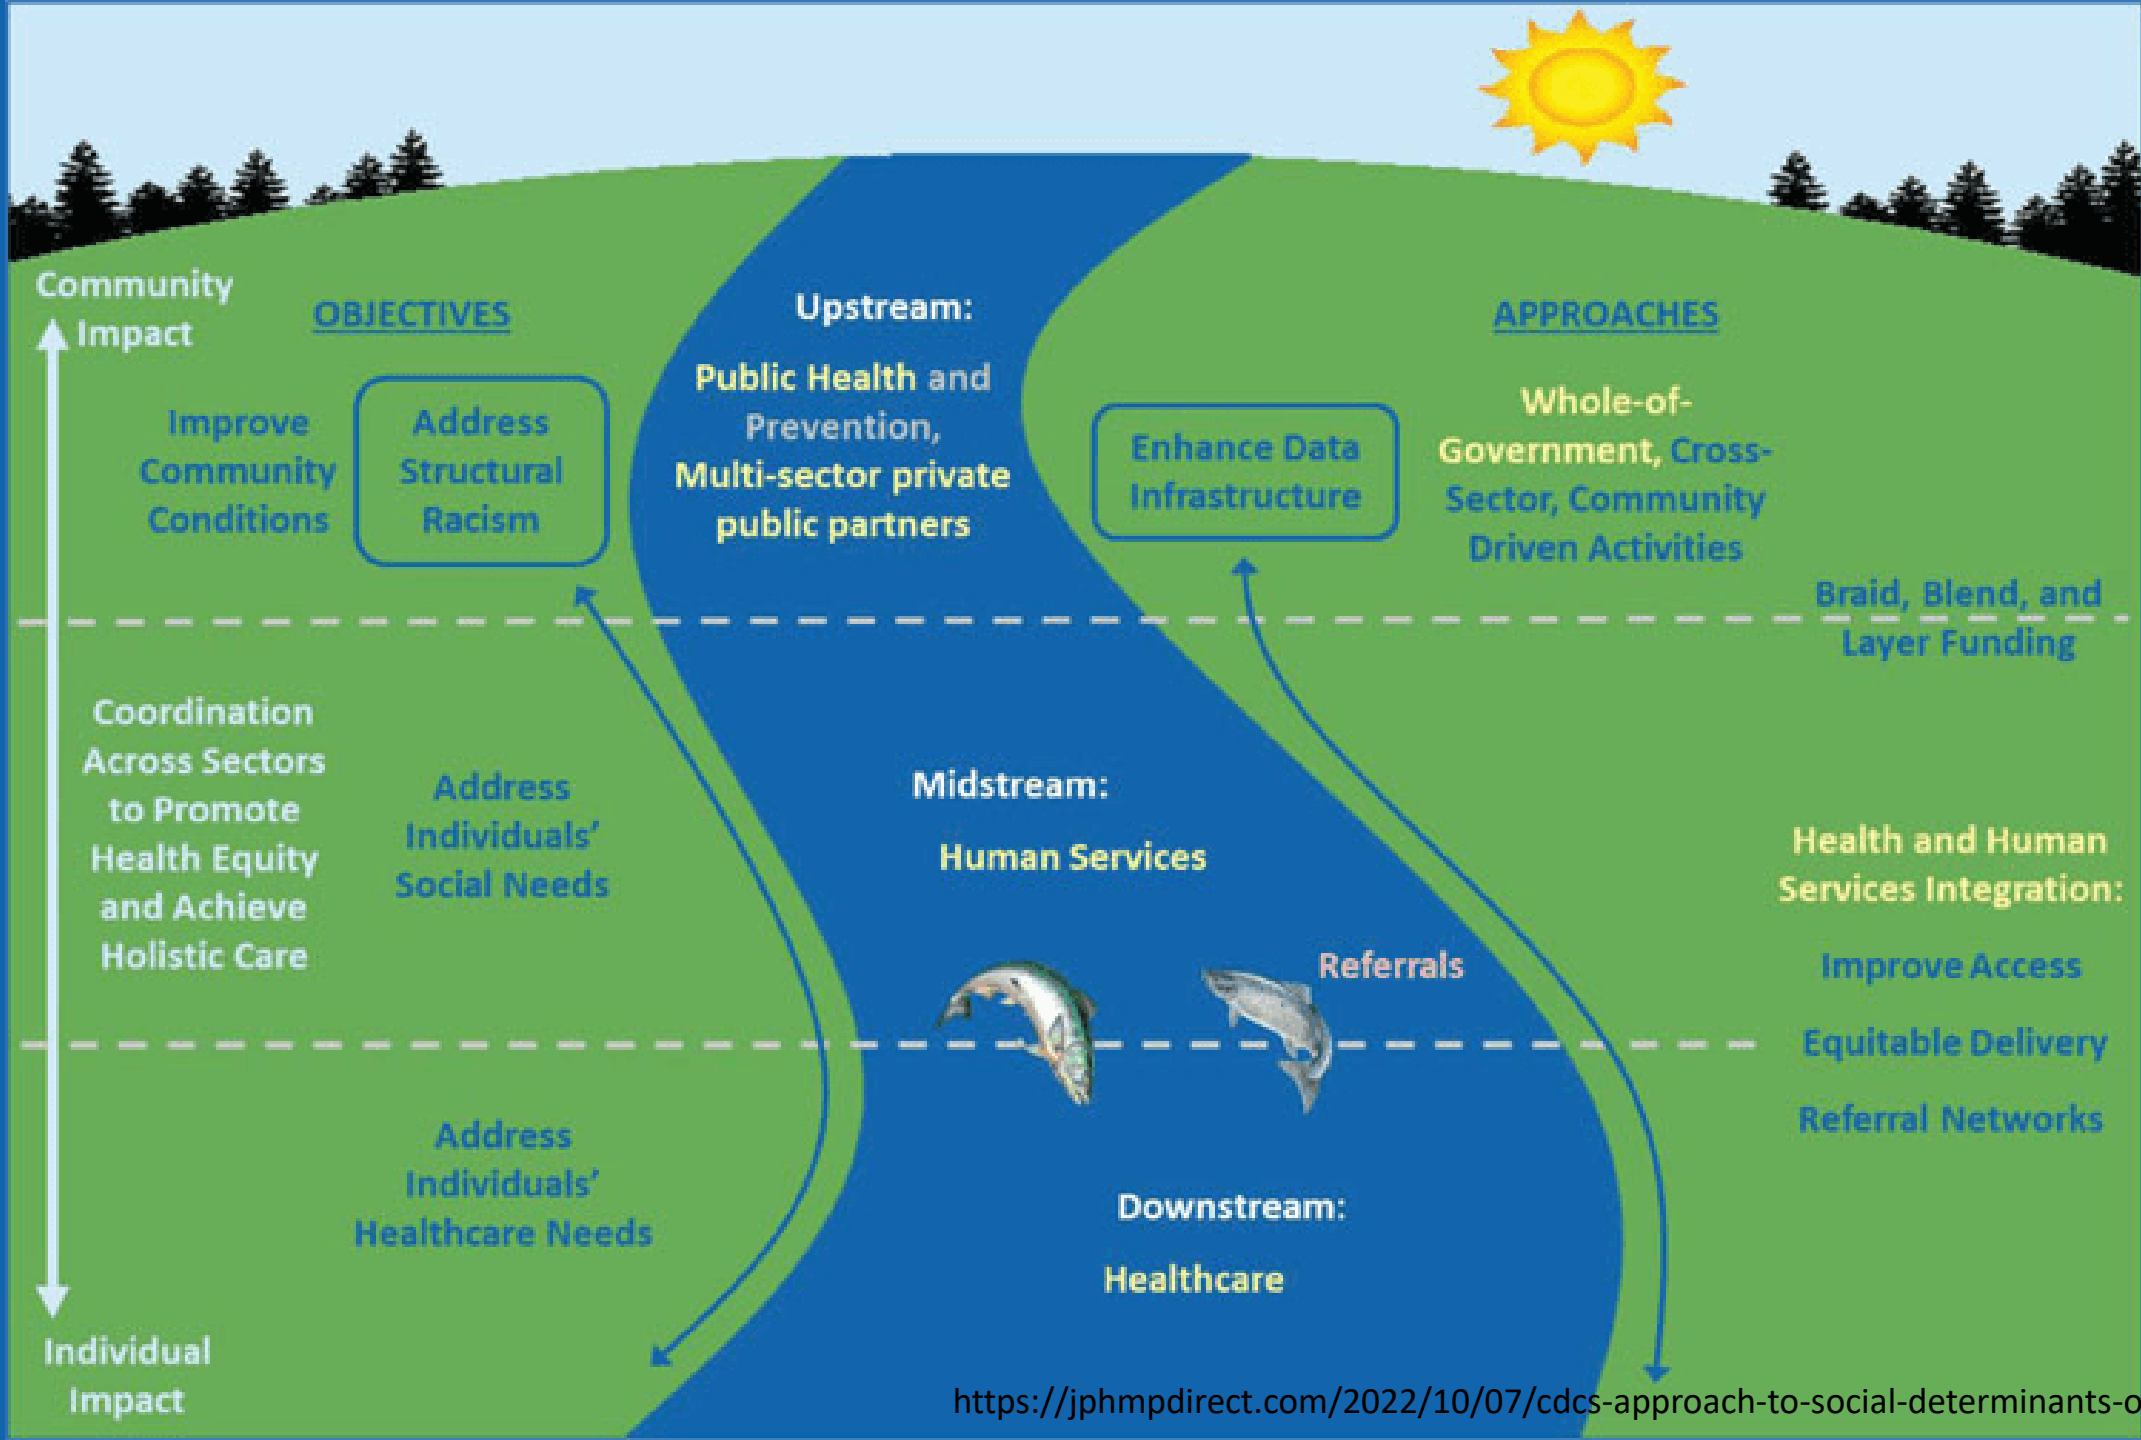 Community
Impact
OBJECTIVES
Improve
Community
Conditions
Address
Structural
Racism
Upstream:
Public Health and
Prevention,
Multi-sector private
public partners
APPROACHES
Enhance Data
Infrastructure
Whole-of-
Government, Cross-
Sector, Community
Driven Activities
Braid, Blend, and
Layer Funding
Coordination
Across Sectors
to Promote
Health Equity
and Achieve
Holistic Care
Address
Individuals’
Social Needs
Midstream:
Human Services
Referrals
Health and Human
Services Integration:
Improve Access
Equitable Delivery
Referral Networks
Address
Individuals’
Healthcare Needs
Downstream:
Healthcare
Individual
Impact
https://jphmpdirect.com/2022/10/07/cdcs-approach-to-social-determinants-o